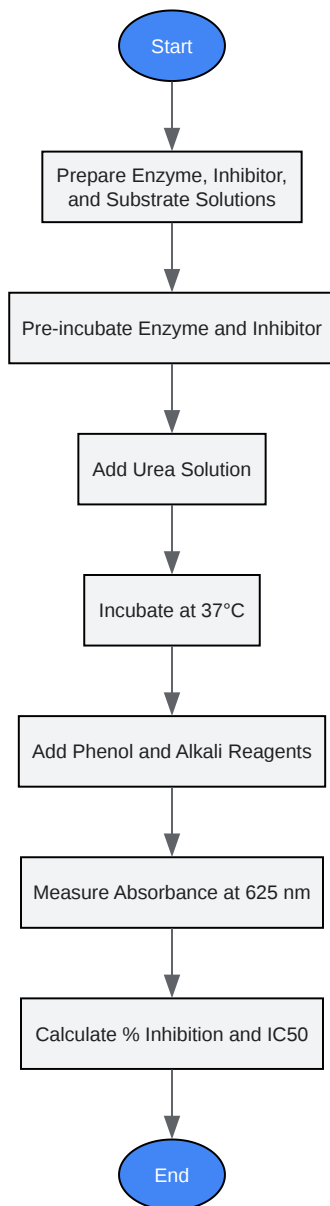 Start
Prepare Enzyme, Inhibitor,
and Substrate Solutions
Pre-incubate Enzyme and Inhibitor
Add Urea Solution
Incubate at 37°C
Add Phenol and Alkali Reagents
Measure Absorbance at 625 nm
Calculate % Inhibition and IC50
End